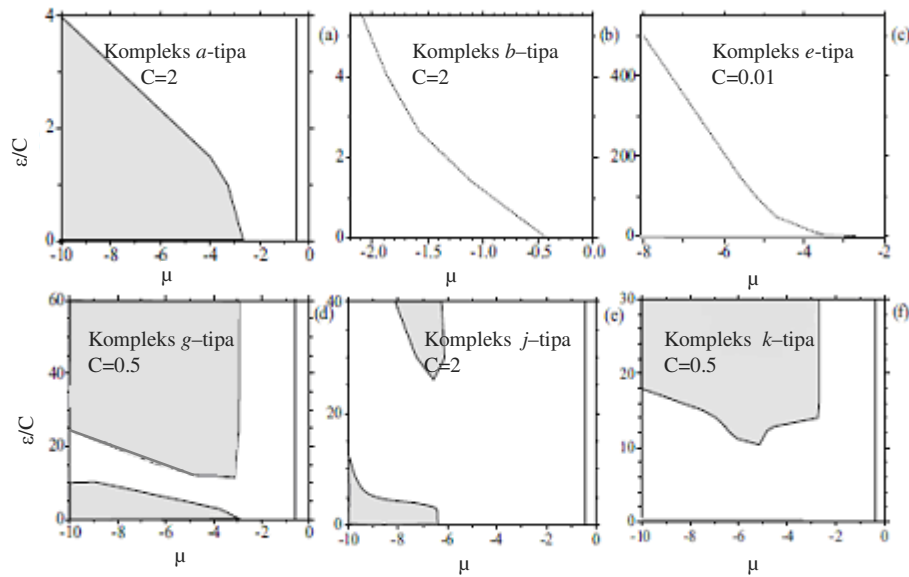 4
2
0
ε/C
-10
-8
-6
-4
-2
0
μ
Kompleks a-tipa
C=2
(a)
4
2
0
-2.0
-1.5
-1.0
-0.5
0.0
μ
Kompleks b–tipa
C=2
(b)
400
200
0
-8
-6
-4
-2
μ
Kompleks e-tipa
C=0.01
(c)
60
40
20
0
ε/C
-10
-8
-6
-4
-2
0
μ
Kompleks g–tipa
C=0.5
(d)
40
20
0
-10
-8
-6
-4
-2
0
μ
Kompleks j–tipa
C=2
(e)
30
20
10
0
-10
-8
-6
-4
-2
0
μ
Kompleks k–tipa
C=0.5
(f)